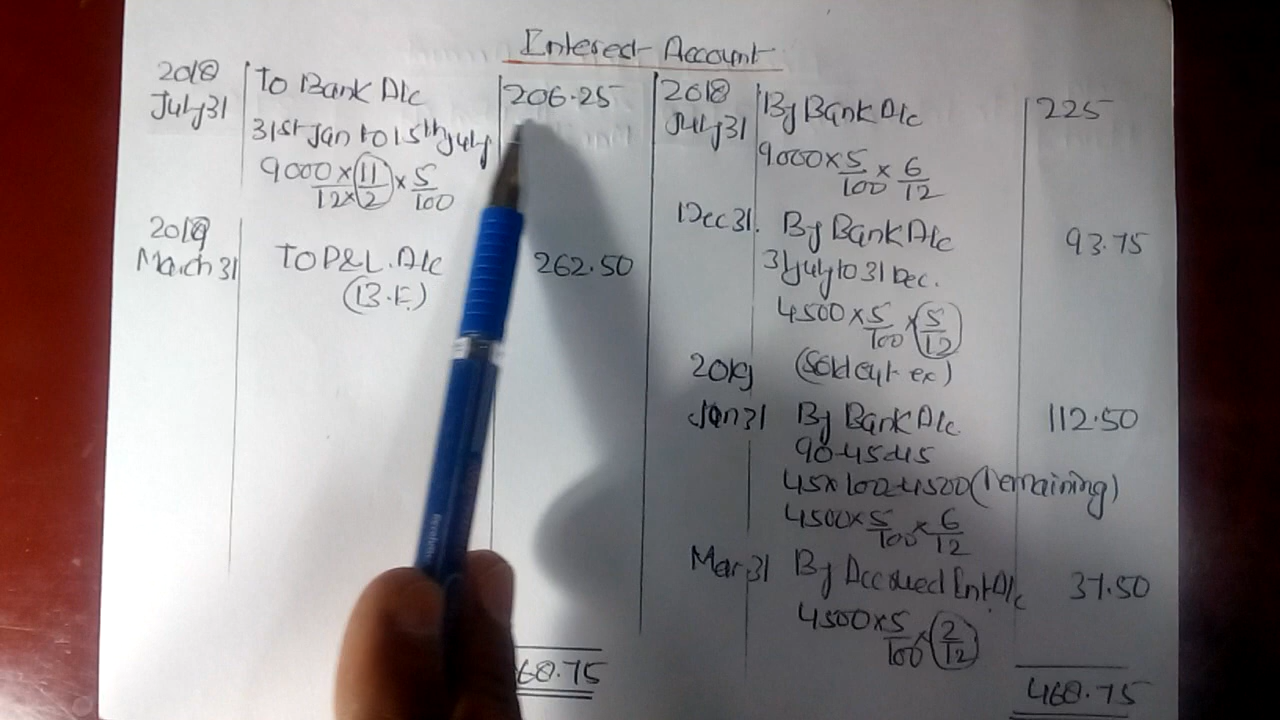 Interest Account
2018
July 31
To Bank A/c
206.25
31st Jan to 15th July
9000 × 11 × 5
12 × 2 100
2019
March 31
To P&L A/c
262.50
(B.F)
60.75
2018
July 31
By Bank A/c
225
9000 × 5 × 6
100 12
Dec 31.
By Bank A/c
93.75
31 July to 31 Dec.
4500 × 5 × 5
100 12
(Sold cut ex)
2019
Jan 31
By Bank A/c
112.50
90-45=45
45×100=4500 (remaining)
4500 × 5 × 6
100 12
Mar 31
By Accrued Int A/c
37.50
4500 × 5 × 2
100 12
468.75